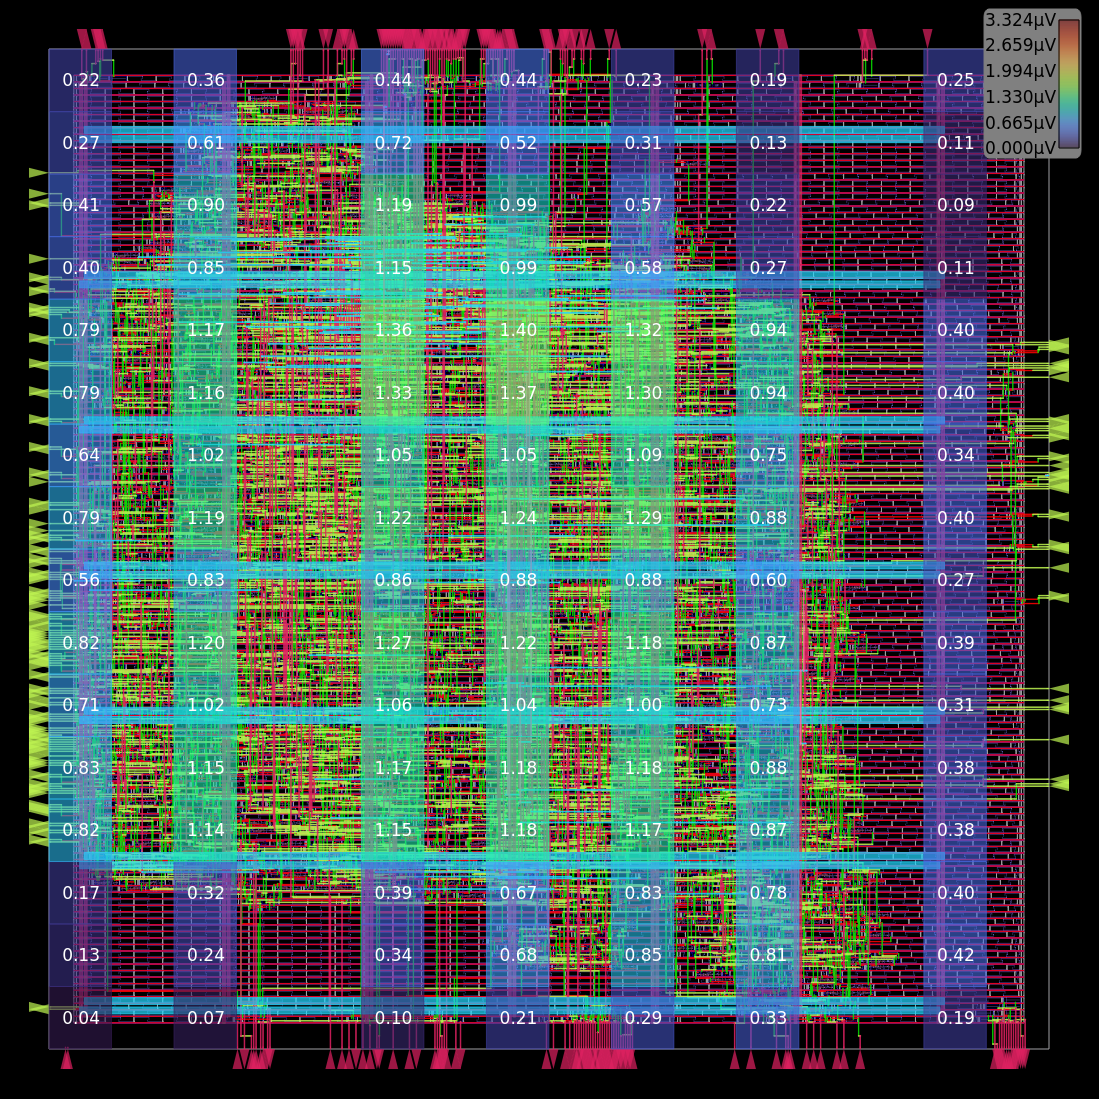 3.324µV
2.659µV
1.994µV
1.330µV
0.665µV
0.000µV
0.22 0.36 0.44 0.44 0.23 0.19 0.25
0.27 0.61 0.72 0.52 0.31 0.13 0.11
0.41 0.90 1.19 0.99 0.57 0.22 0.09
0.40 0.85 1.15 0.99 0.58 0.27 0.11
0.79 1.17 1.36 1.40 1.32 0.94 0.40
0.79 1.16 1.33 1.37 1.30 0.94 0.40
0.64 1.02 1.05 1.05 1.09 0.75 0.34
0.79 1.19 1.22 1.24 1.29 0.88 0.40
0.56 0.83 0.86 0.88 0.88 0.60 0.27
0.82 1.20 1.27 1.22 1.18 0.87 0.39
0.71 1.02 1.06 1.04 1.00 0.73 0.31
0.83 1.15 1.17 1.18 1.18 0.88 0.38
0.82 1.14 1.15 1.18 1.17 0.87 0.38
0.17 0.32 0.39 0.67 0.83 0.78 0.40
0.13 0.24 0.34 0.68 0.85 0.81 0.42
0.04 0.07 0.10 0.21 0.29 0.33 0.19